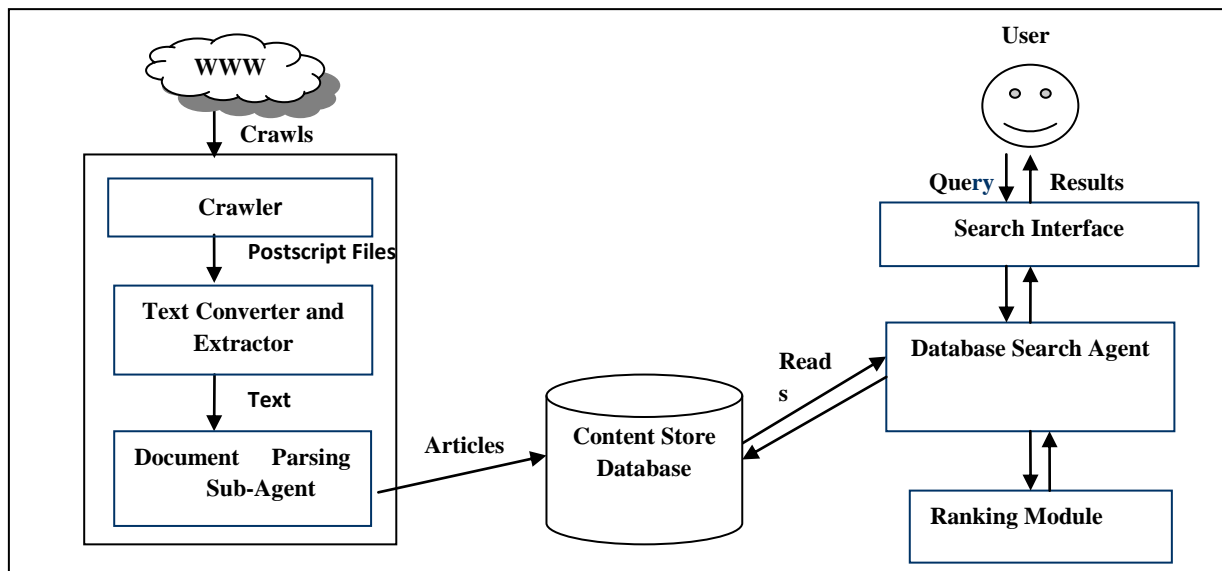 WWW
Crawls
Crawler
Postscript Files
Text Converter and
Extractor
Text
Document Parsing
Sub-Agent
Articles
Content Store
Database
Read
s
User
Query
Results
Search Interface
Database Search Agent
Ranking Module